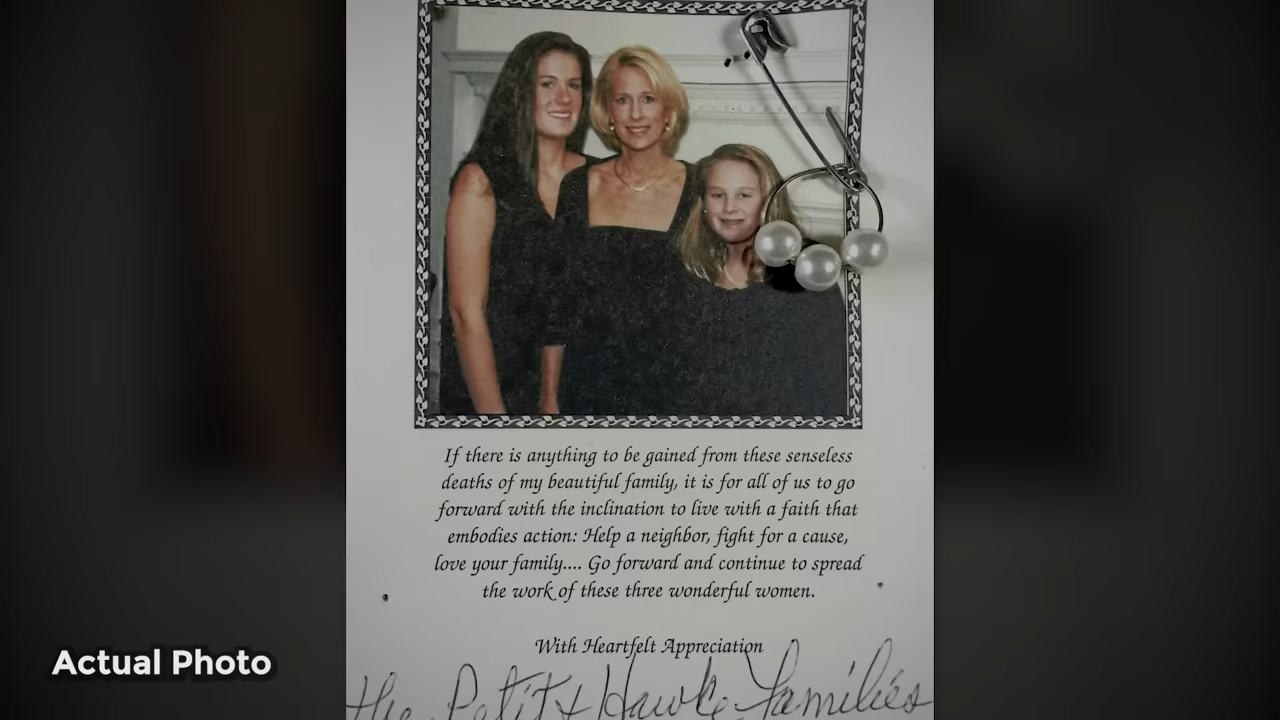 If there is anything to be gained from these senseless
deaths of my beautiful family, it is for all of us to go
forward with the inclination to live with a faith that
embodies action: Help a neighbor, fight for a cause,
love your family.... Go forward and continue to spread
the work of these three wonderful women.
With Heartfelt Appreciation
The Petit & Hawke Families
Actual Photo